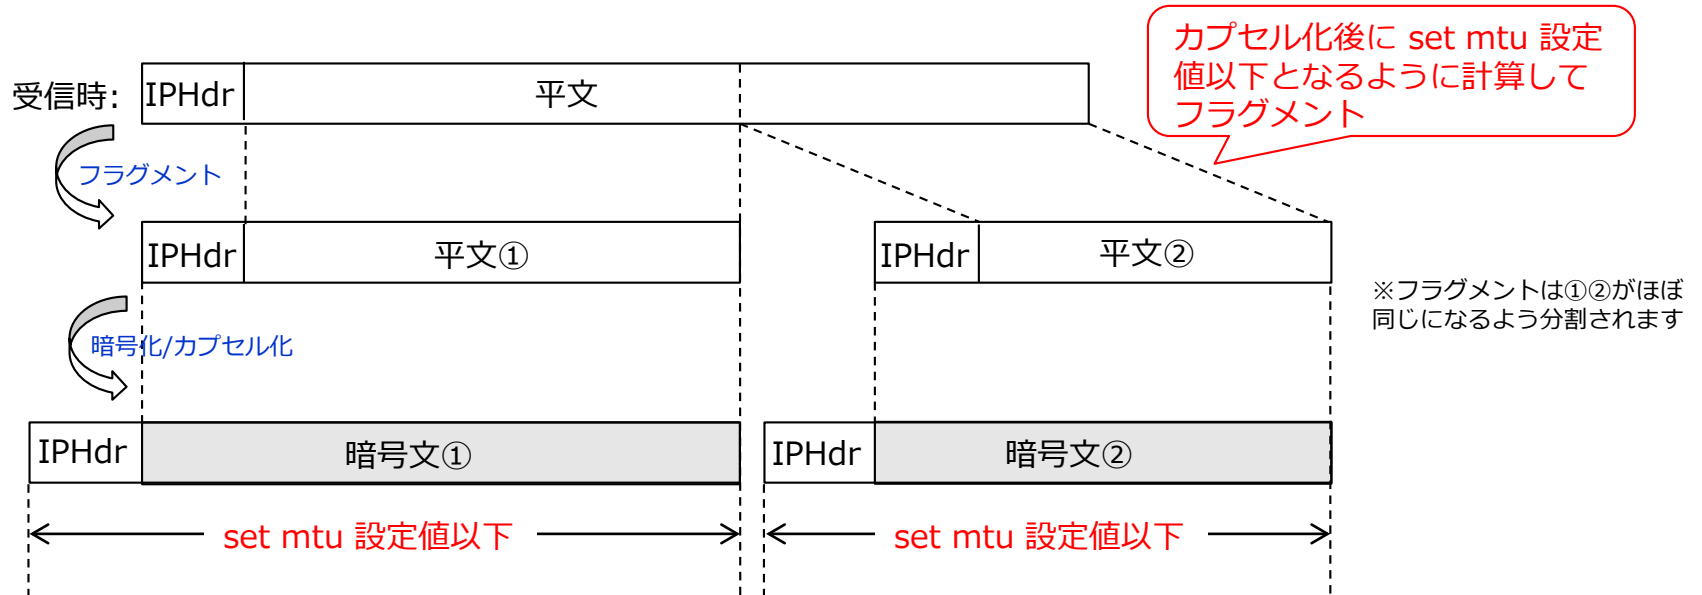 カプセル化後に set mtu 設定
値以下となるように計算して
フラグメント
受信時: IPHdr 平文
フラグメント
IPHdr 平文① IPHdr 平文②
※フラグメントは①②がほぼ
同じになるよう分割されます
暗号化/カプセル化
IPHdr 暗号文① IPHdr 暗号文②
set mtu 設定値以下 set mtu 設定値以下